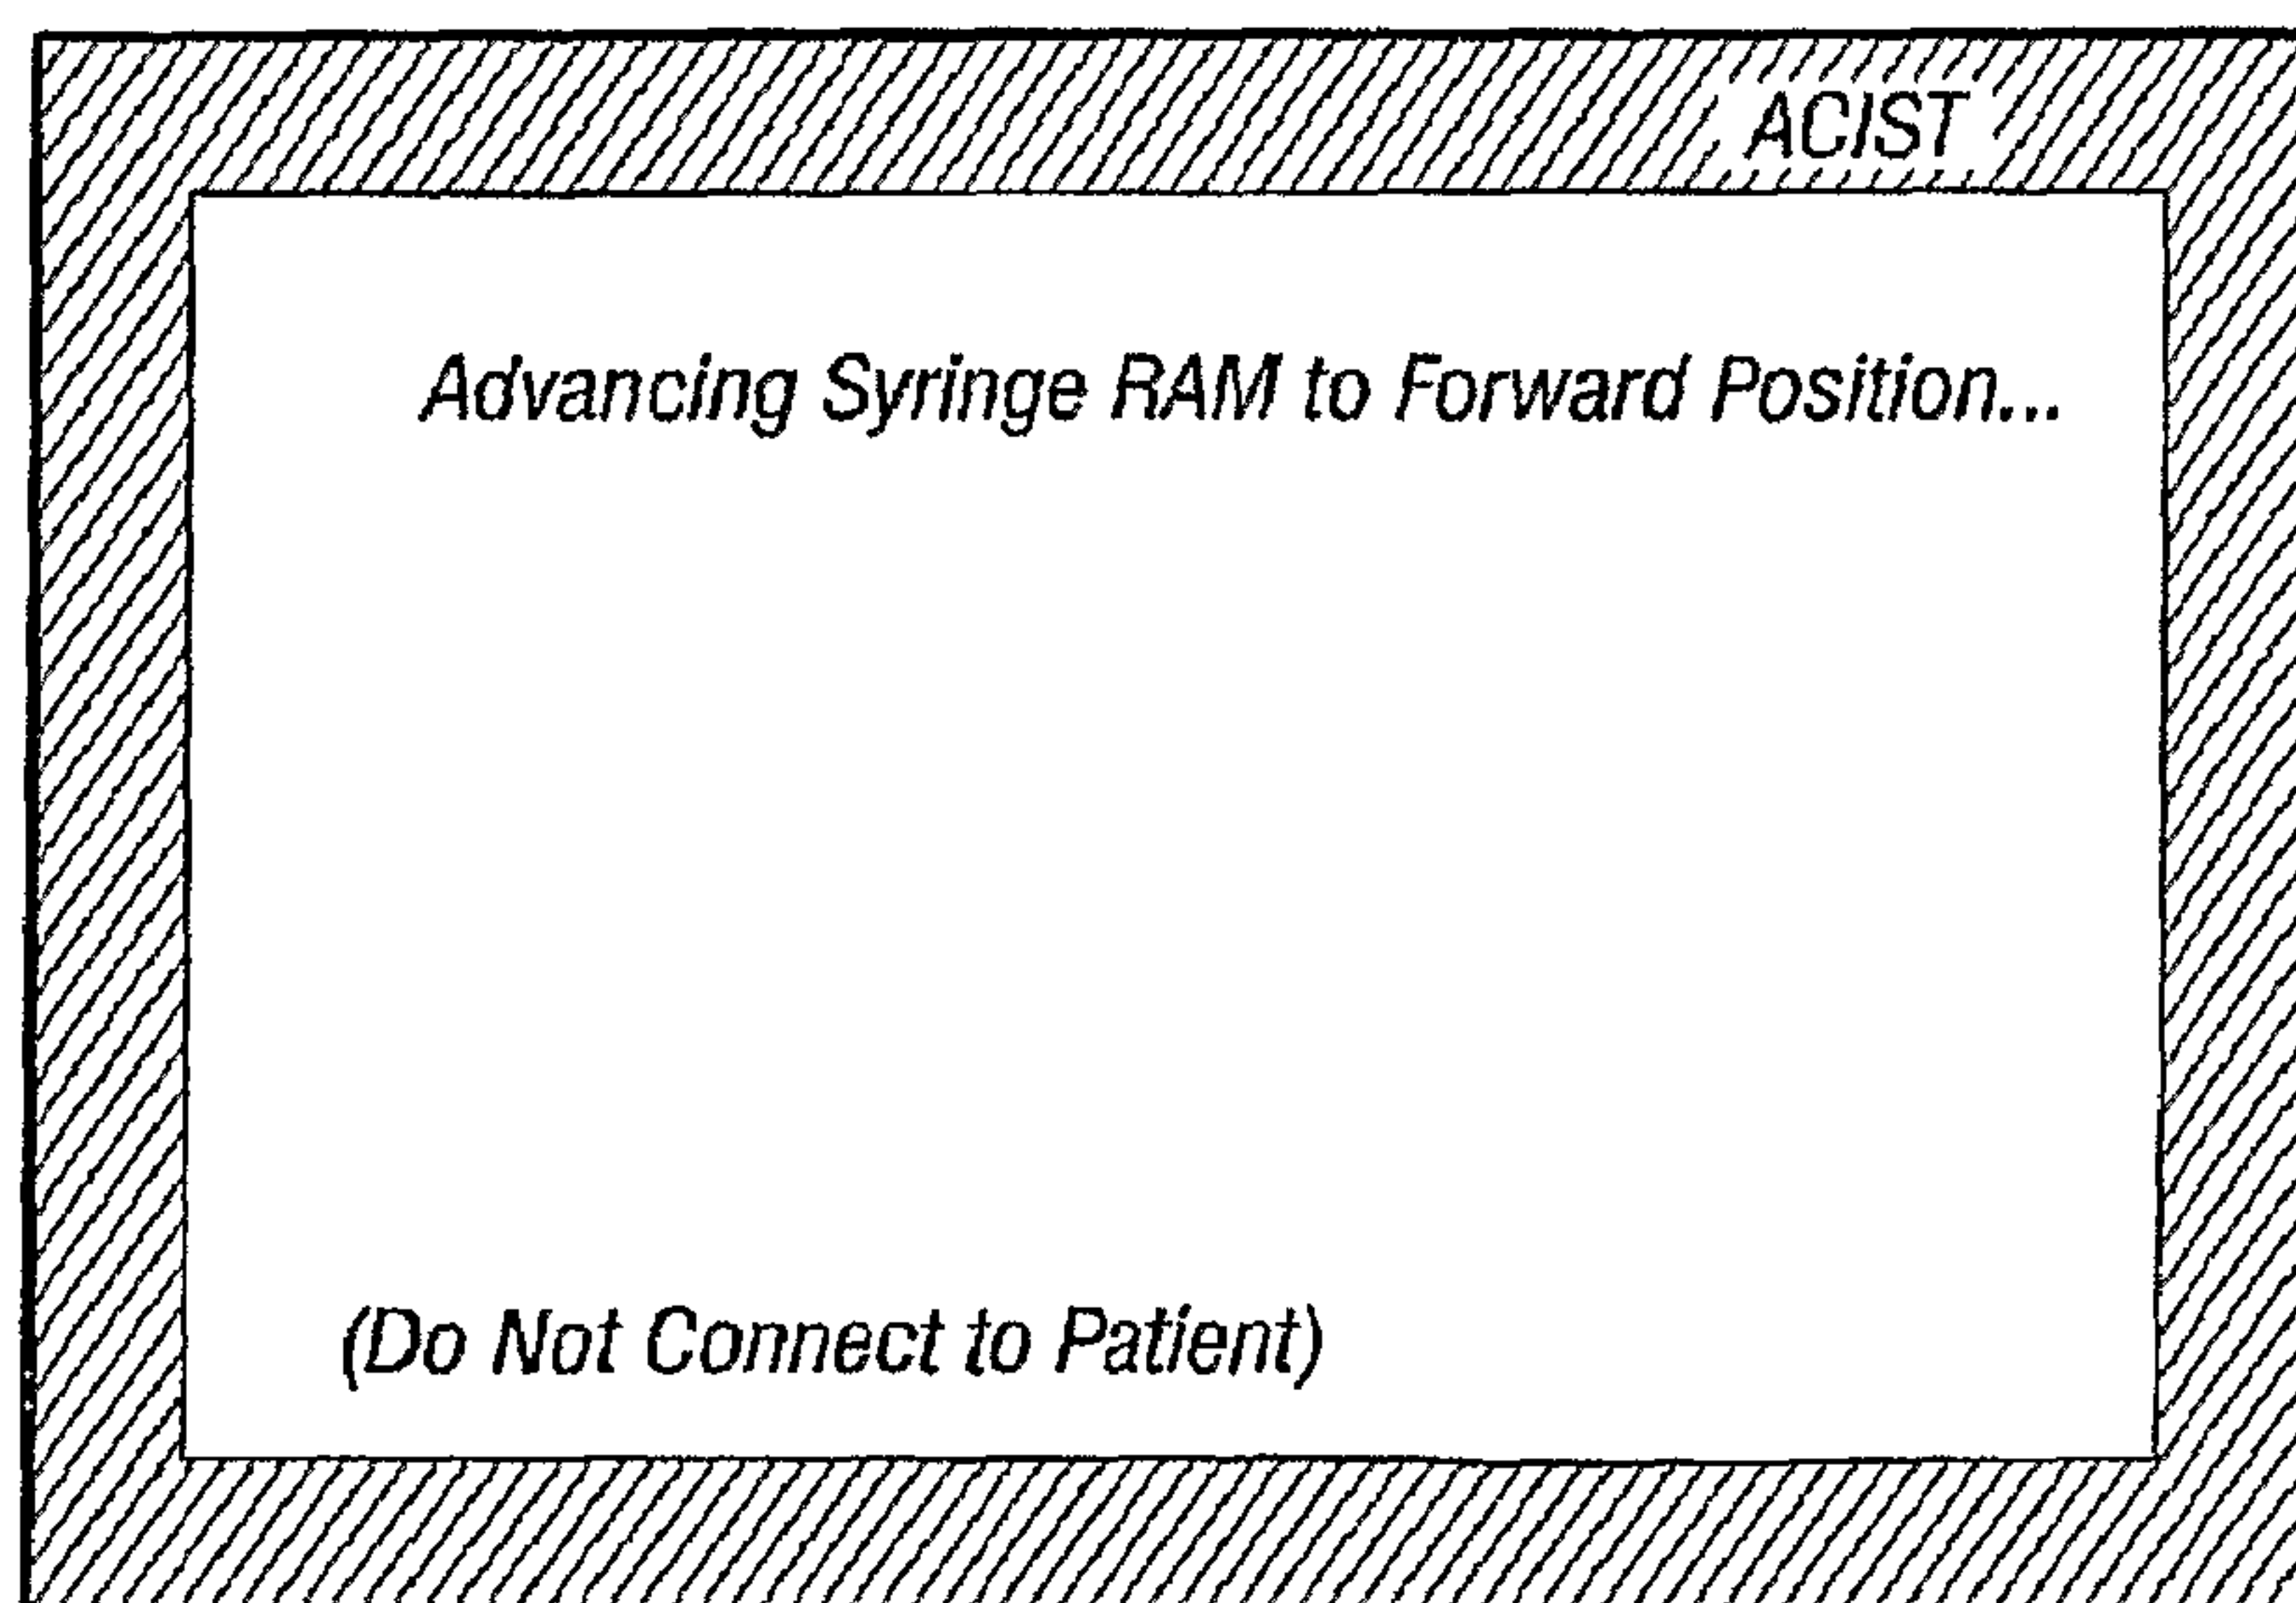 ACIST
Advancing Syringe RAM to Forward Position...
(Do Not Connect to Patient)